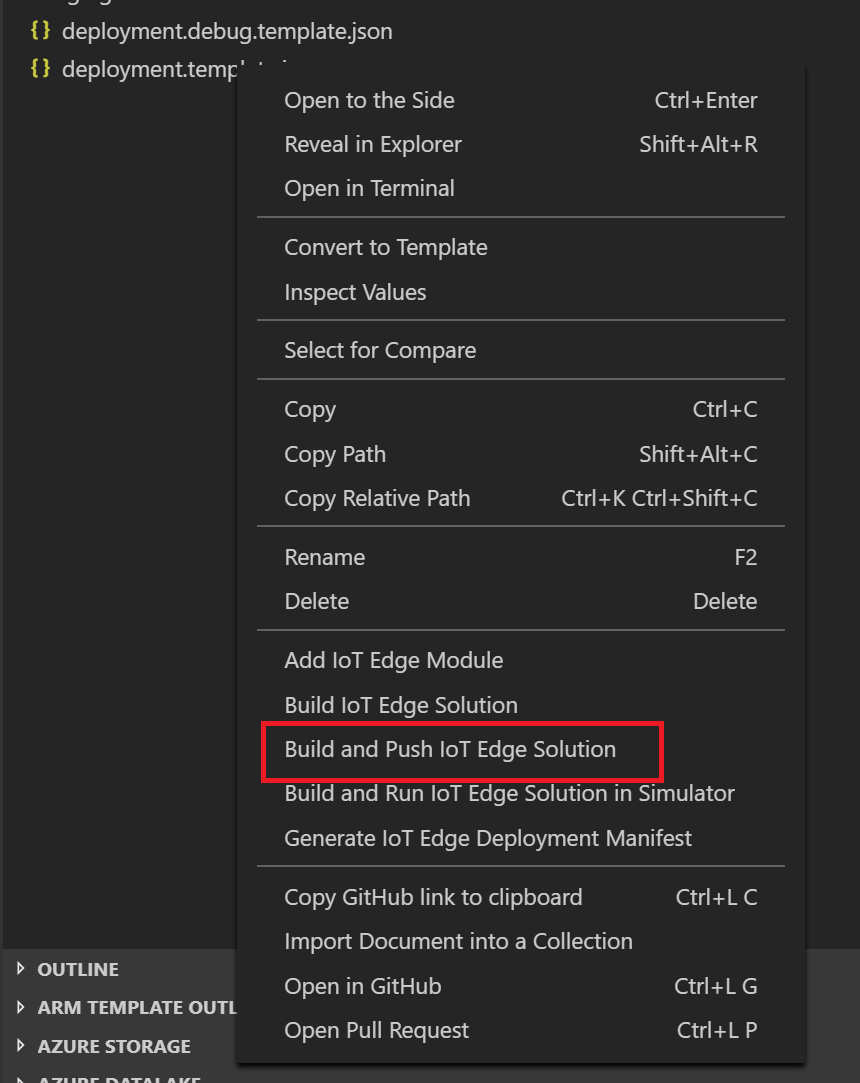 {} deployment.debug.template.json
{} deployment.temp
Open to the Side Ctrl+Enter
Reveal in Explorer Shift+Alt+R
Open in Terminal
Convert to Template
Inspect Values
Select for Compare
Copy Ctrl+C
Copy Path Shift+Alt+C
Copy Relative Path Ctrl+K Ctrl+Shift+C
Rename F2
Delete Delete
Add IoT Edge Module
Build IoT Edge Solution
Build and Push IoT Edge Solution
Build and Run IoT Edge Solution in Simulator
Generate IoT Edge Deployment Manifest
Copy GitHub link to clipboard Ctrl+L C
Import Document into a Collection
Open in GitHub Ctrl+L G
Open Pull Request Ctrl+L P
OUTLINE
ARM TEMPLATE OUTL
AZURE STORAGE
AZURE DATALAKE